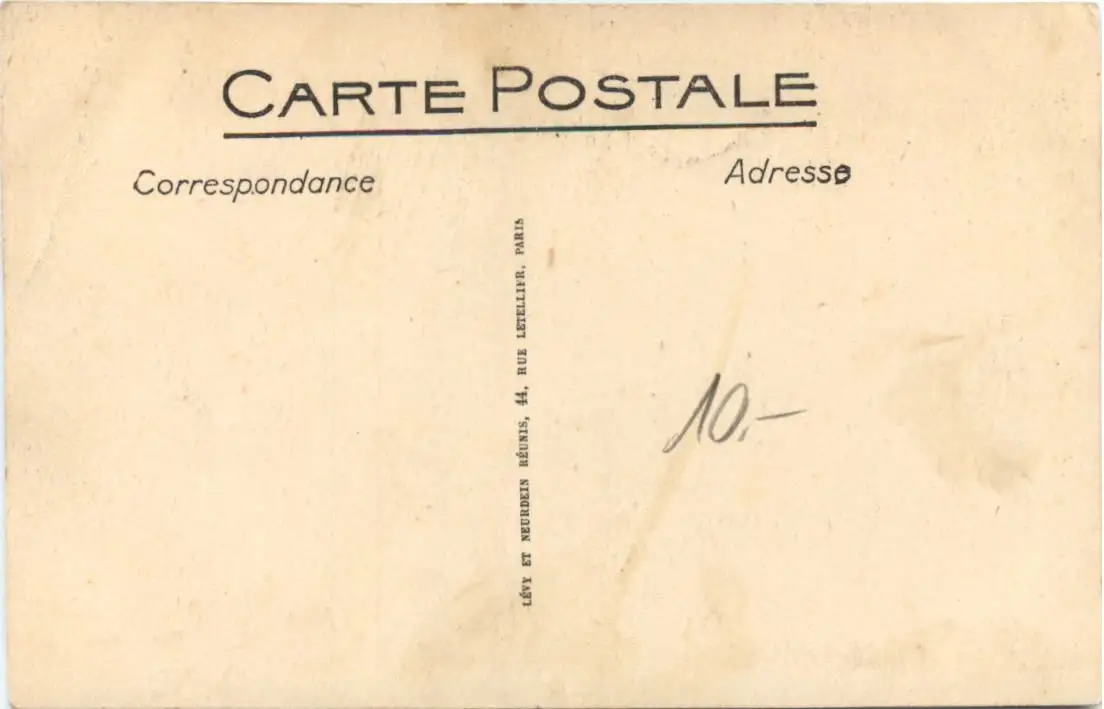 CARTE POSTALE
Correspondance
Adresse
LÉVY ET NEURDEIN RÉUNIS, 44, RUE LETELLIER, PARIS
10.-